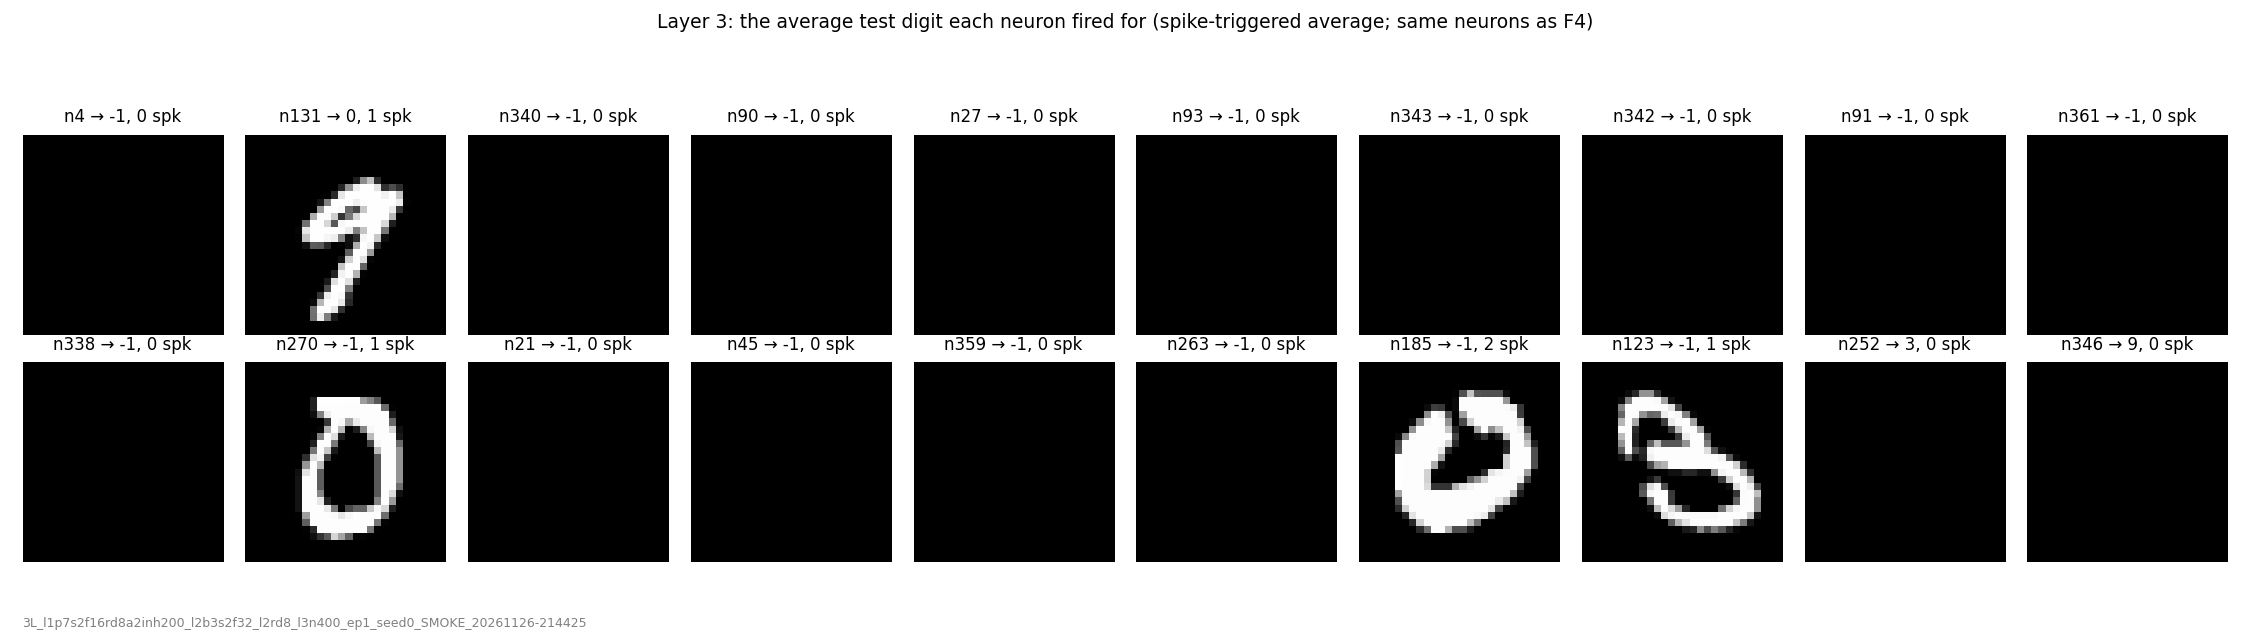 Layer 3: the average test digit each neuron fired for (spike-triggered average; same neurons as F4)
n4 → -1, 0 spk
n131 → 0, 1 spk
n340 → -1, 0 spk
n90 → -1, 0 spk
n27 → -1, 0 spk
n93 → -1, 0 spk
n343 → -1, 0 spk
n342 → -1, 0 spk
n91 → -1, 0 spk
n361 → -1, 0 spk
n338 → -1, 0 spk
n270 → -1, 1 spk
n21 → -1, 0 spk
n45 → -1, 0 spk
n359 → -1, 0 spk
n263 → -1, 0 spk
n185 → -1, 2 spk
n123 → -1, 1 spk
n252 → 3, 0 spk
n346 → 9, 0 spk
3L_l1p7s2f16rd8a2inh200_l2b3s2f32_l2rd8_l3n400_ep1_seed0_SMOKE_20261126-214425